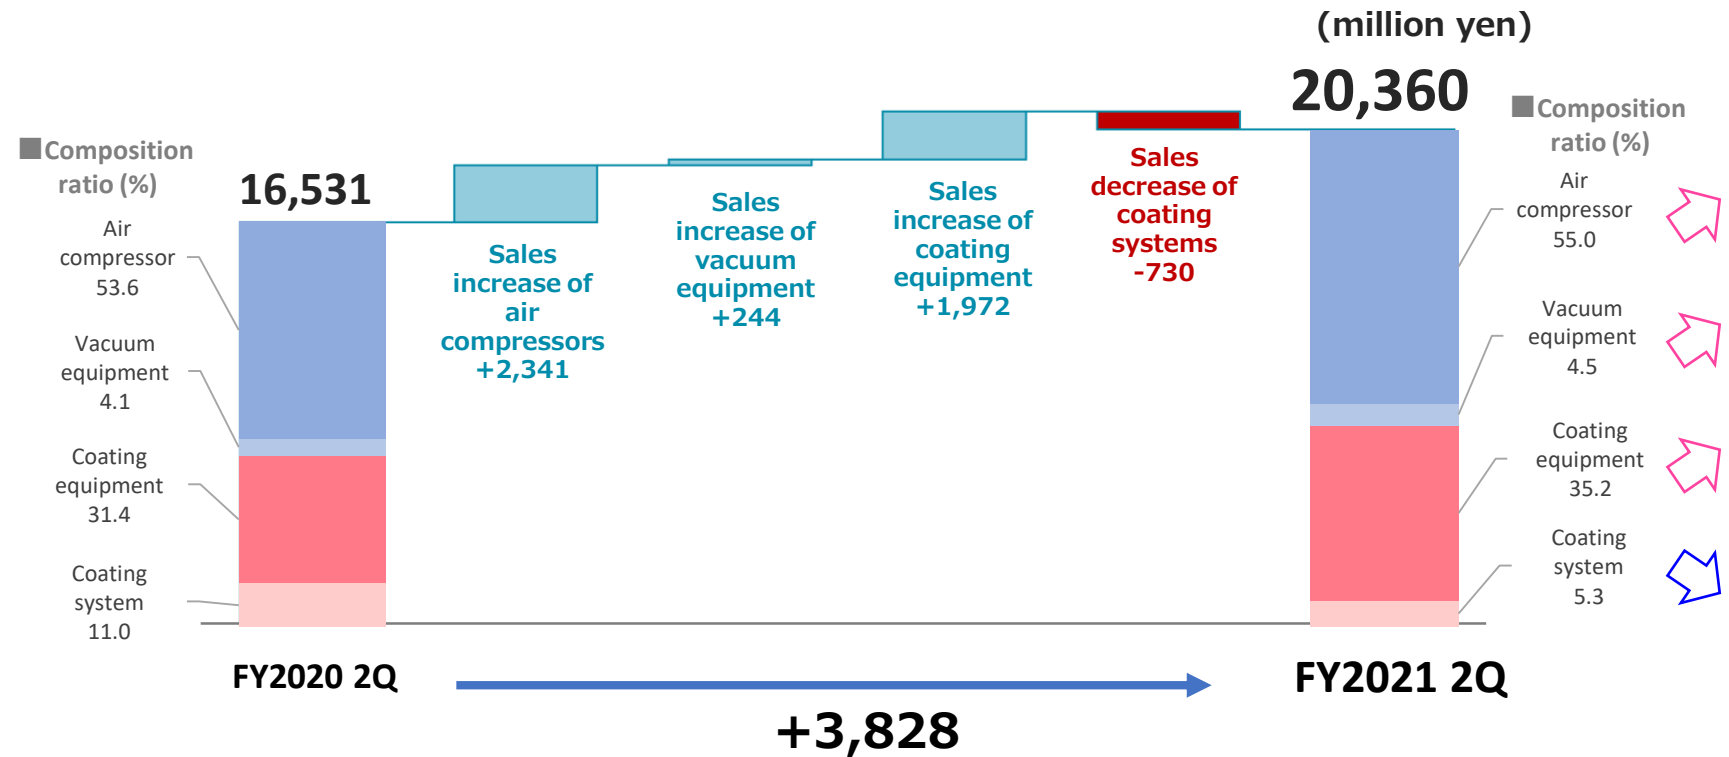 (million yen)
20,360
■Composition
ratio (%)
16,531
Air
compressor
53.6
Vacuum
equipment
4.1
Coating
equipment
31.4
Coating
system
11.0
Sales
increase of
air
compressors
+2,341
Sales
increase of
vacuum
equipment
+244
Sales
increase of
coating
equipment
+1,972
Sales
decrease of
coating
systems
-730
■Composition
ratio (%)
Air
compressor
55.0
Vacuum
equipment
4.5
Coating
equipment
35.2
Coating
system
5.3
FY2020 2Q
FY2021 2Q
+3,828